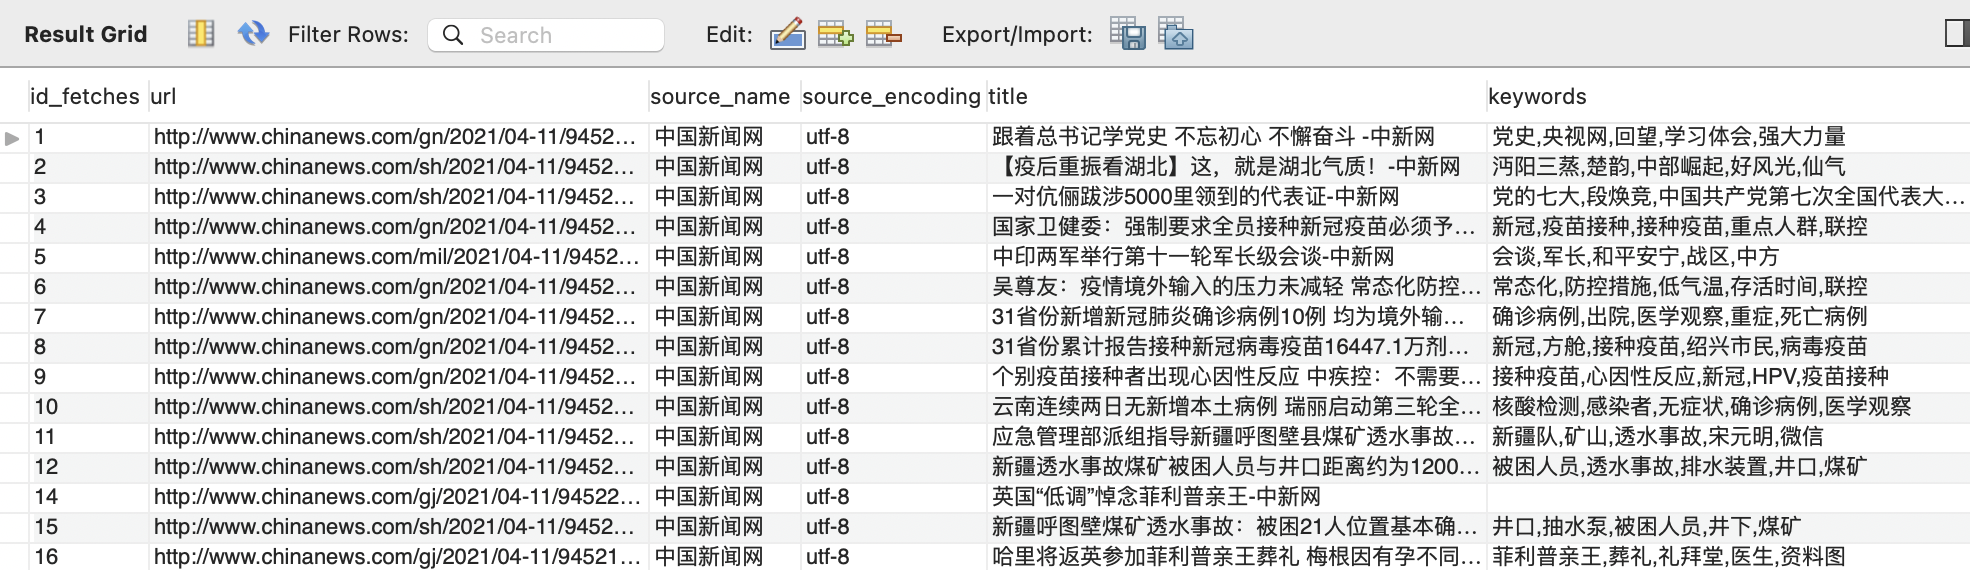 Result Grid Filter Rows: Search Edit: Export/Import:
id_fetches url source_name source_encoding title keywords
1 http://www.chinanews.com/gn/2021/04-11/9452... 中国新闻网 utf-8 跟着总书记学党史 不忘初心 不懈奋斗 -中新网 党史,央视网,回望,学习体会,强大力量
2 http://www.chinanews.com/sh/2021/04-11/9452... 中国新闻网 utf-8 【疫后重振看湖北】这，就是湖北气质！-中新网 沔阳三蒸,楚韵,中部崛起,好风光,仙气
3 http://www.chinanews.com/sh/2021/04-11/9452... 中国新闻网 utf-8 一对伉俪跋涉5000里领到的代表证-中新网 党的七大,段焕竞,中国共产党第七次全国代表大...
4 http://www.chinanews.com/gn/2021/04-11/9452... 中国新闻网 utf-8 国家卫健委：强制要求全员接种新冠疫苗必须予... 新冠,疫苗接种,接种疫苗,重点人群,联控
5 http://www.chinanews.com/mil/2021/04-11/9452... 中国新闻网 utf-8 中印两军举行第十一轮军长级会谈-中新网 会谈,军长,和平安宁,战区,中方
6 http://www.chinanews.com/gn/2021/04-11/9452... 中国新闻网 utf-8 吴尊友：疫情境外输入的压力未减轻 常态化防控... 常态化,防控措施,低气温,存活时间,联控
7 http://www.chinanews.com/gn/2021/04-11/9452... 中国新闻网 utf-8 31省份新增新冠肺炎确诊病例10例 均为境外输... 确诊病例,出院,医学观察,重症,死亡病例
8 http://www.chinanews.com/gn/2021/04-11/9452... 中国新闻网 utf-8 31省份累计报告接种新冠病毒疫苗16447.1万剂... 新冠,方舱,接种疫苗,绍兴市民,病毒疫苗
9 http://www.chinanews.com/gn/2021/04-11/9452... 中国新闻网 utf-8 个别疫苗接种者出现心因性反应 中疾控：不需要... 接种疫苗,心因性反应,新冠,HPV,疫苗接种
10 http://www.chinanews.com/sh/2021/04-11/9452... 中国新闻网 utf-8 云南连续两日无新增本土病例 瑞丽启动第三轮全... 核酸检测,感染者,无症状,确诊病例,医学观察
11 http://www.chinanews.com/sh/2021/04-11/9452... 中国新闻网 utf-8 应急管理部派组指导新疆呼图壁县煤矿透水事故... 新疆队,矿山,透水事故,宋元明,微信
12 http://www.chinanews.com/sh/2021/04-11/9452... 中国新闻网 utf-8 新疆透水事故煤矿被困人员与井口距离约为1200... 被困人员,透水事故,排水装置,井口,煤矿
14 http://www.chinanews.com/gj/2021/04-11/94522... 中国新闻网 utf-8 英国“低调”悼念菲利普亲王-中新网
15 http://www.chinanews.com/sh/2021/04-11/9452... 中国新闻网 utf-8 新疆呼图壁煤矿透水事故：被困21人位置基本确... 井口,抽水泵,被困人员,井下,煤矿
16 http://www.chinanews.com/gj/2021/04-11/94521... 中国新闻网 utf-8 哈里将返英参加菲利普亲王葬礼 梅根因有孕不同... 菲利普亲王,葬礼,礼拜堂,医生,资料图